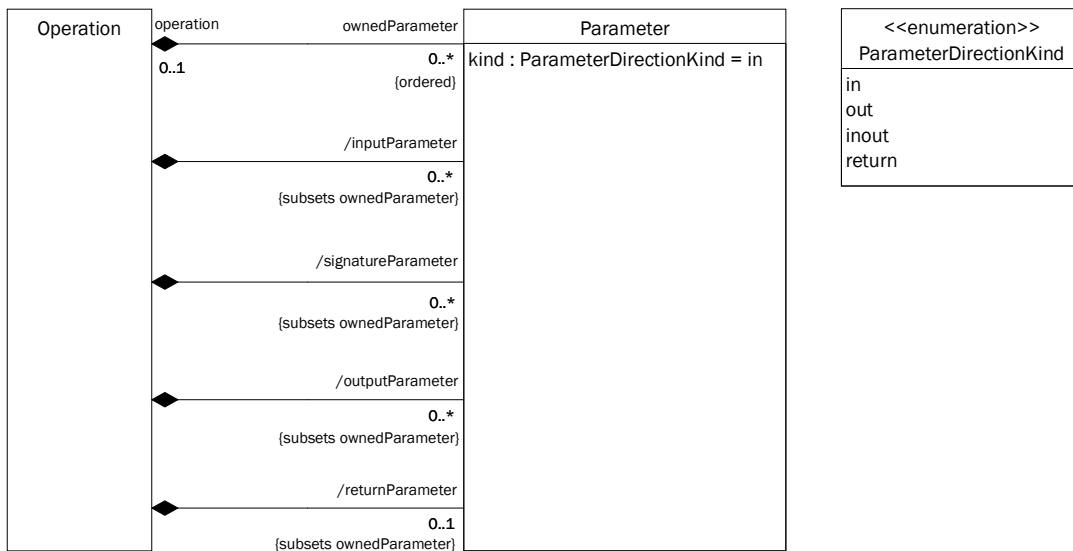 Operation
operation
ownedParameter
0..1
0..*
{ordered}
/inputParameter
0..*
{subsets ownedParameter}
/signatureParameter
0..*
{subsets ownedParameter}
/outputParameter
0..*
{subsets ownedParameter}
/returnParameter
0..1
{subsets ownedParameter}
Parameter
kind : ParameterDirectionKind = in
<<enumeration>>
ParameterDirectionKind
in
out
inout
return